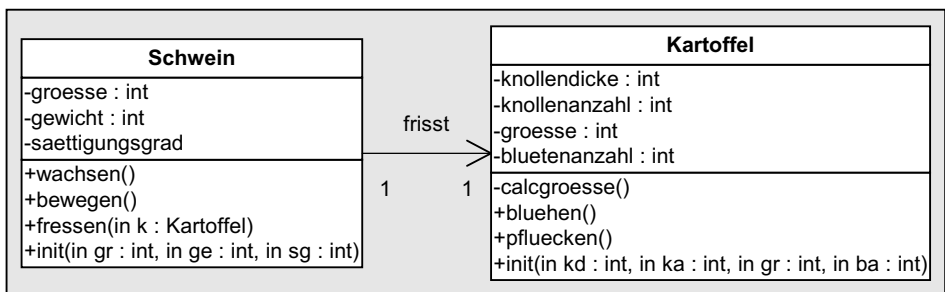 Schwein
-groesse : int
-gewicht : int
-saettigungsgrad
+wachsen()
+bewegen()
+fressen(in k : Kartoffel)
+init(in gr : int, in ge : int, in sg : int)
frisst
1
1
Kartoffel
-knollendicke : int
-knollenanzahl : int
-groesse : int
-bluetenanzahl : int
-calcgroesse()
+bluehen()
+pfluecken()
+init(in kd : int, in ka : int, in gr : int, in ba : int)